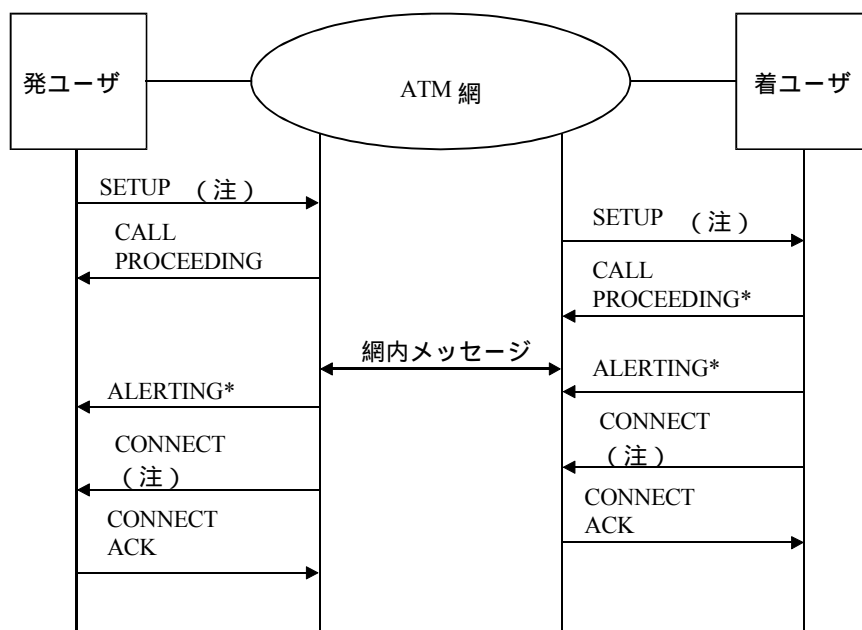 発ユーザ
ATM 網
着ユーザ
SETUP （注）
SETUP （注）
CALL
PROCEEDING
CALL
PROCEEDING*
網内メッセージ
ALERTING*
ALERTING*
CONNECT
（注）
CONNECT
（注）
CONNECT
ACK
CONNECT
ACK